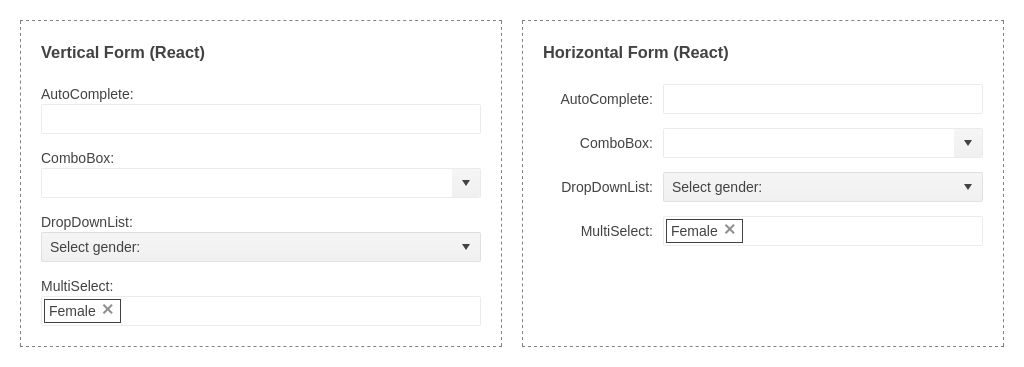 Vertical Form (React)
AutoComplete:
ComboBox:
DropDownList:
Select gender:
MultiSelect:
Female ✕
Horizontal Form (React)
AutoComplete:
ComboBox:
DropDownList: Select gender:
MultiSelect: Female ✕